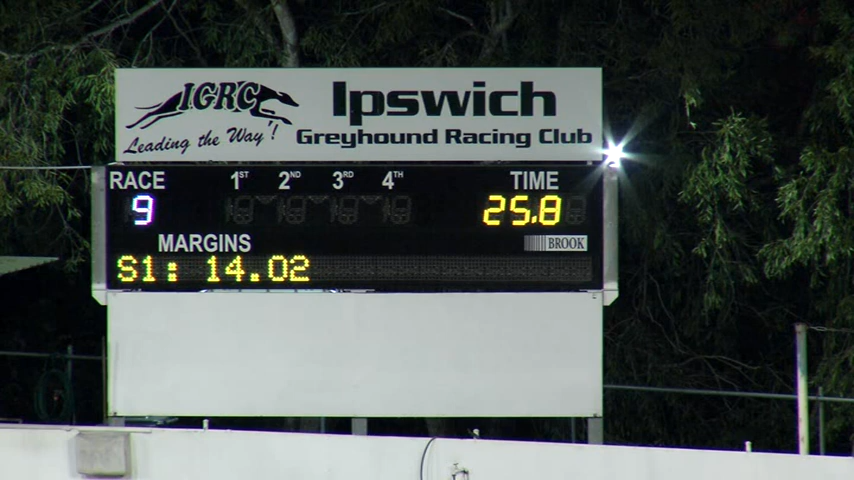 IGRC
Leading the Way!
Ipswich
Greyhound Racing Club
RACE 1ST 2ND 3RD 4TH TIME
9 25.8
MARGINS BROOK
S1: 14.02